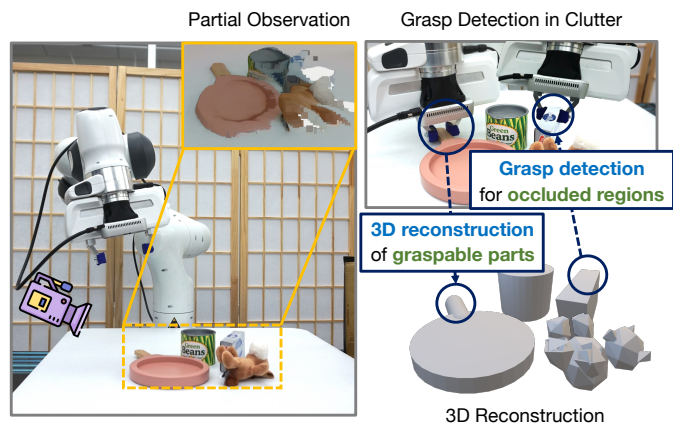 Partial Observation
Grasp Detection in Clutter
Green
Beans
Grasp detection
for occluded regions
3D reconstruction
of graspable parts
Green
Beans
3D Reconstruction